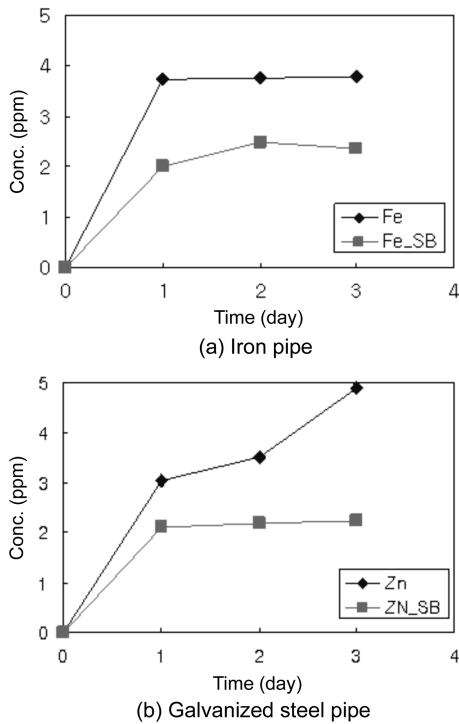 5
4
3
2
1
0
Conc. (ppm)
Fe
Fe_SB
0 1 2 3 4
Time (day)
(a) Iron pipe
5
4
3
2
1
0
Conc. (ppm)
Zn
ZN_SB
0 1 2 3 4
Time (day)
(b) Galvanized steel pipe